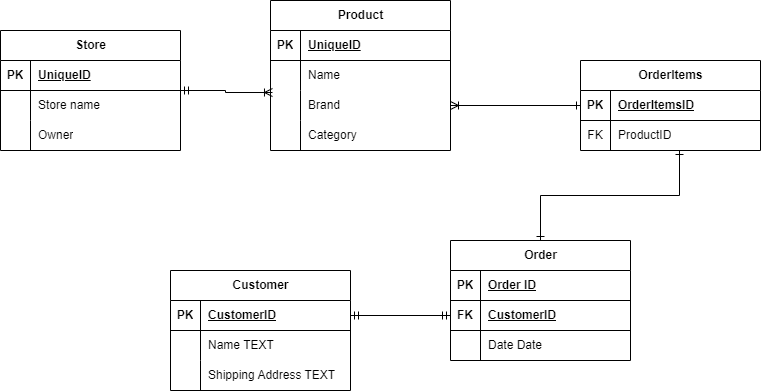 Store
PK UniqueID
Store name
Owner
Product
PK UniqueID
Name
Brand
Category
OrderItems
PK OrderItemsID
FK ProductID
Customer
PK CustomerID
Name TEXT
Shipping Address TEXT
Order
PK Order ID
FK CustomerID
Date Date